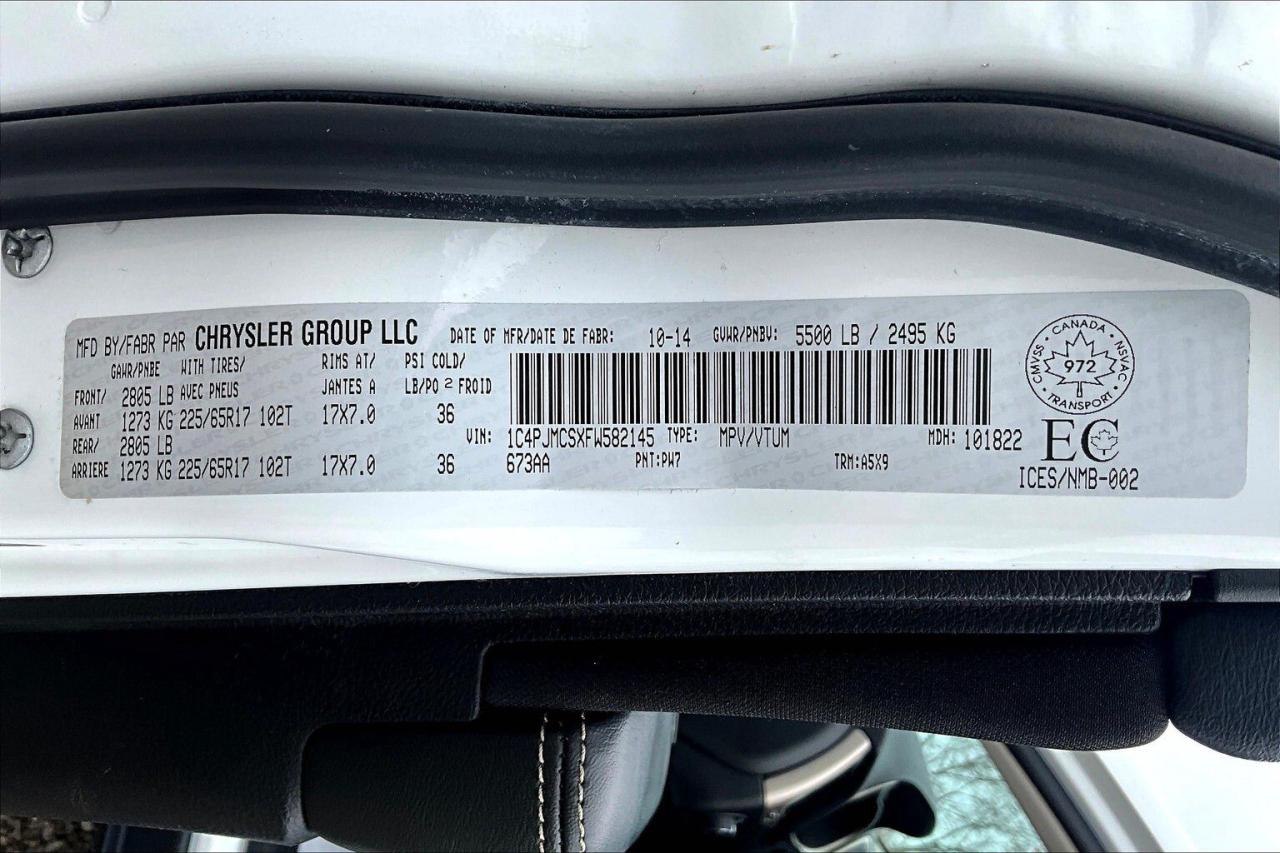 MFD BY/FABR PAR CHRYSLER GROUP LLC DATE OF MFR/DATE DE FABR: 10-14 GVWR/PNBV: 5500 LB / 2495 KG
GAWR/PNBE WITH TIRES/ RIMS AT/ PSI COLD/
FRONT/ 2805 LB AVEC PNEUS JANTES A LB/PO 2 FROID
AVANT 1273 KG 225/65R17 102T 17X7.0 36
REAR/ 2805 LB
ARRIERE 1273 KG 225/65R17 102T 17X7.0 36
VIN: 1C4PJMCSXFW582145 TYPE: MPV/VTUM MDH: 101822
673AA PNT:PW7 TRM:A5X9
CANADA
CMVSS 972 NSVAC
TRANSPORT
EC
ICES/NMB-002